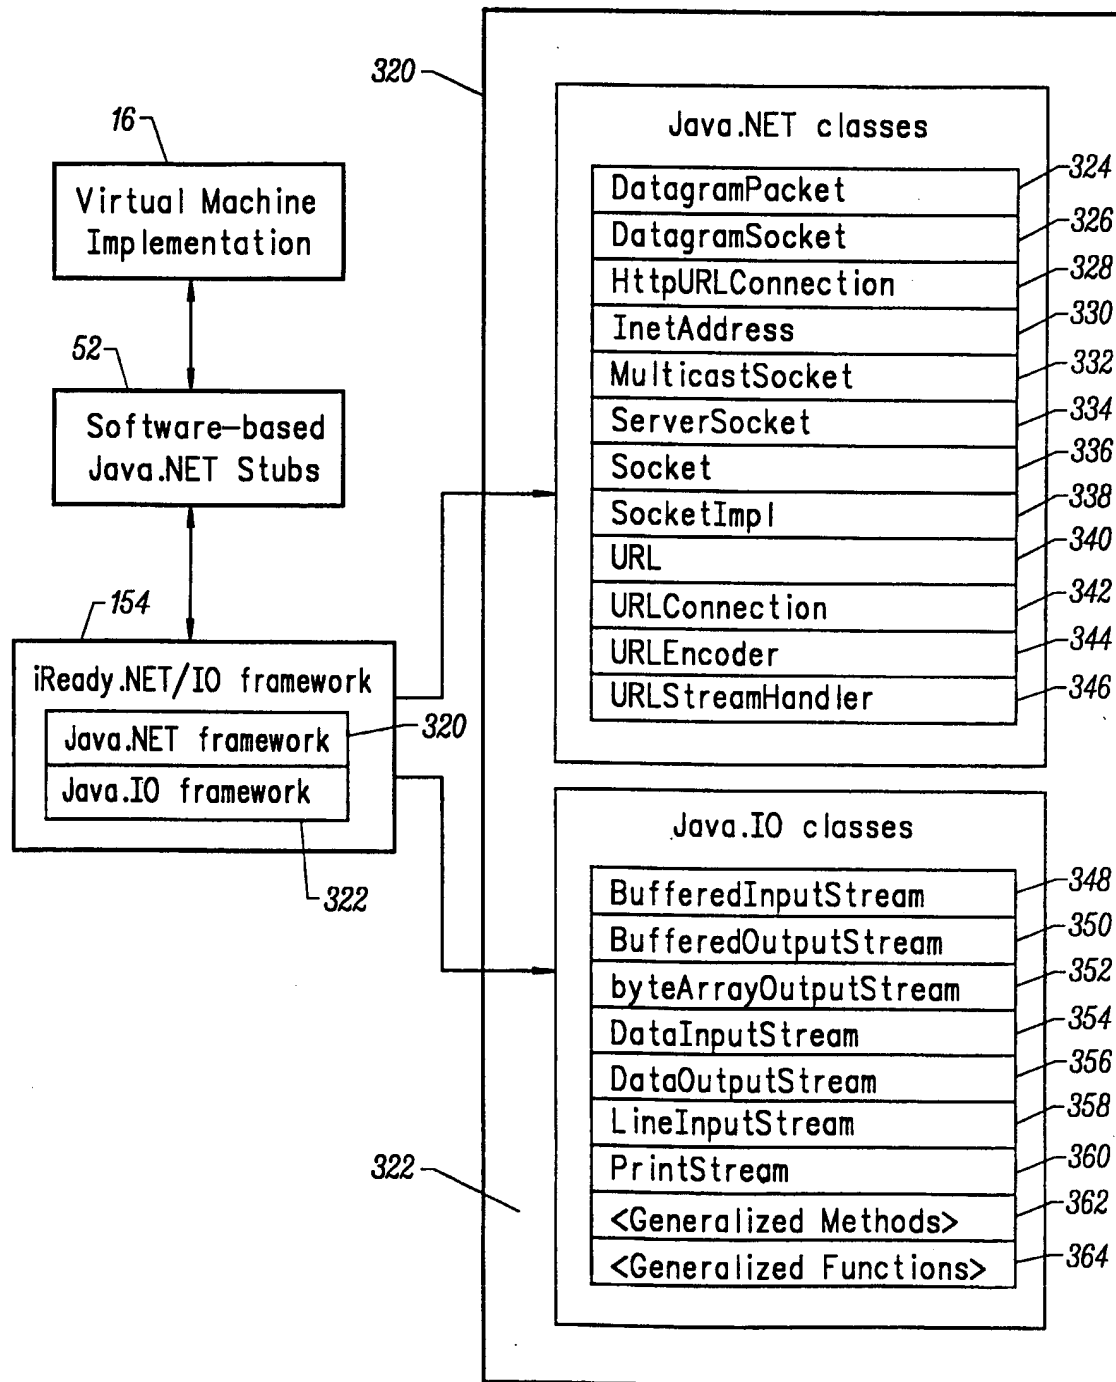 16
Virtual Machine
Implementation
52
Software-based
Java.NET Stubs
154
iReady.NET/IO framework
Java.NET framework
320
Java.IO framework
322
320
Java.NET classes
DatagramPacket
324
DatagramSocket
326
HttpURLConnection
328
InetAddress
330
MulticastSocket
332
ServerSocket
334
Socket
336
SocketImpl
338
URL
340
URLConnection
342
URLEncoder
344
URLStreamHandler
346
Java.IO classes
BufferedInputStream
348
BufferedOutputStream
350
byteArrayOutputStream
352
DataInputStream
354
DataOutputStream
356
LineInputStream
358
PrintStream
360
<Generalized Methods>
362
<Generalized Functions>
364
322